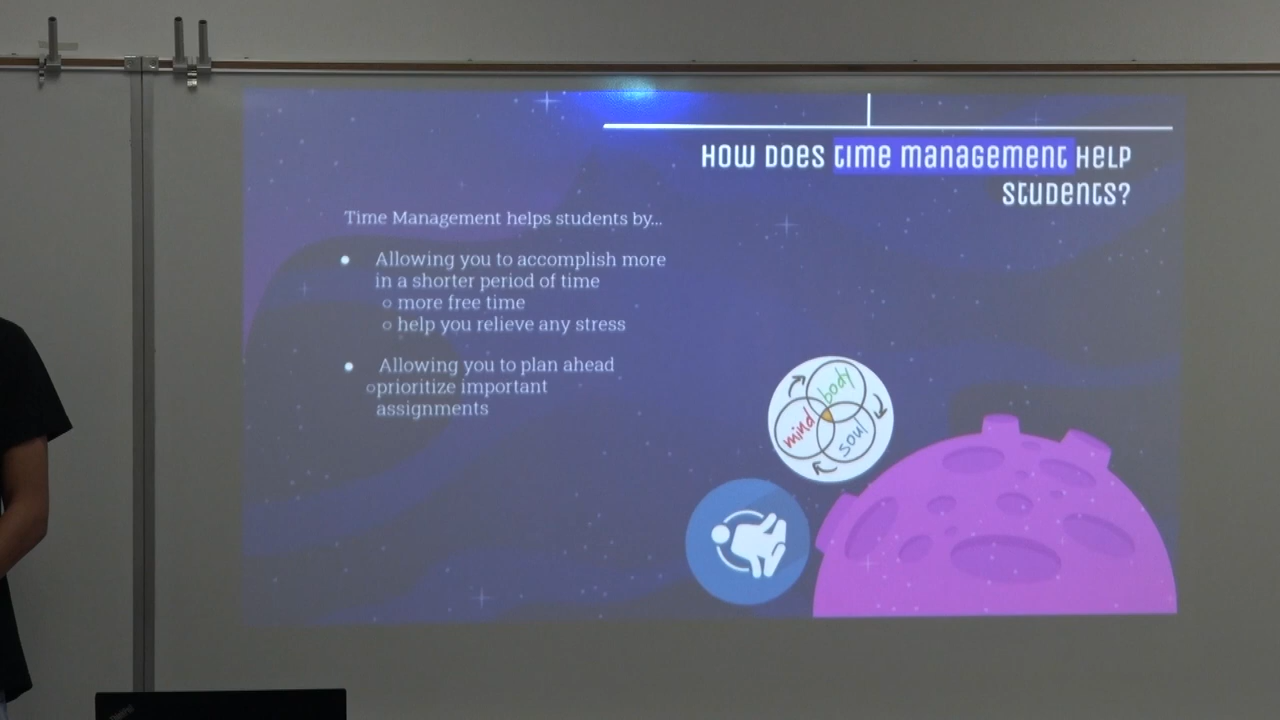 HOW DOES time management HELP
students?
Time Management helps students by...
● Allowing you to accomplish more
in a shorter period of time
○ more free time
○ help you relieve any stress
● Allowing you to plan ahead
○prioritize important
assignments
body
mind
soul